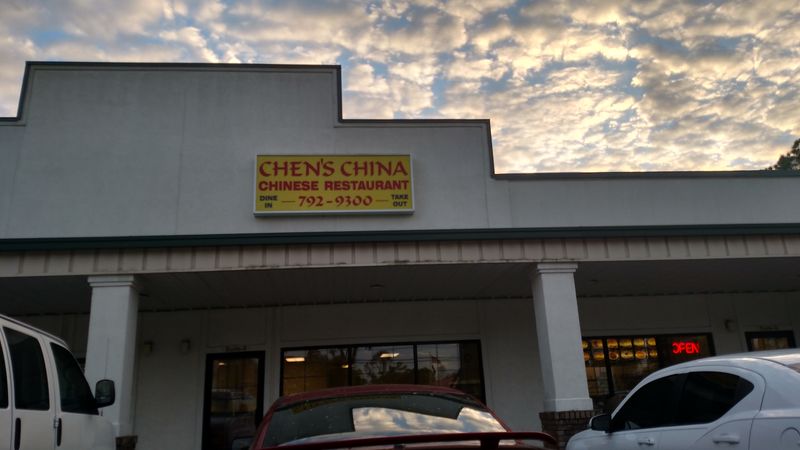 CHEN'S CHINA
CHINESE RESTAURANT
DINE IN — 792-9300 — TAKE OUT
OPEN